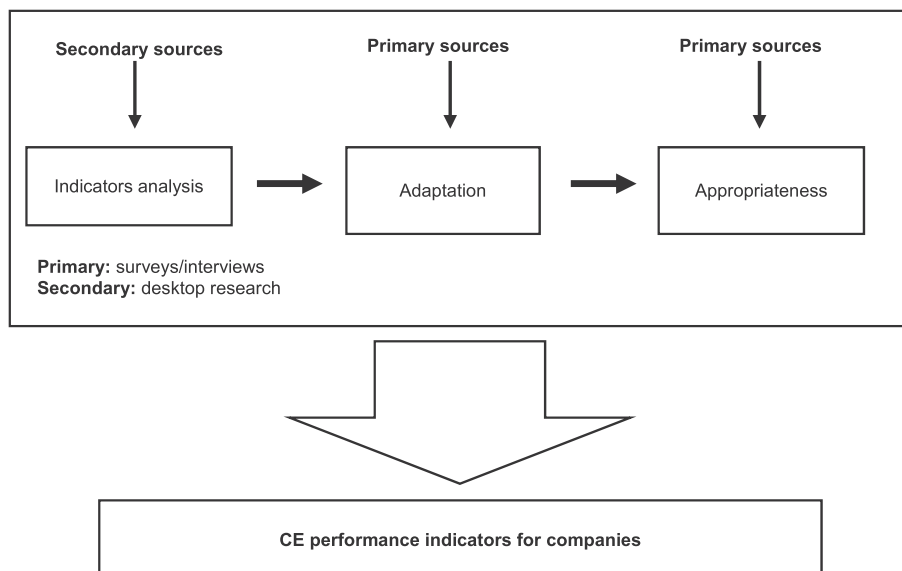 Secondary sources
Primary sources
Primary sources
Indicators analysis
Adaptation
Appropriateness
Primary: surveys/interviews
Secondary: desktop research
CE performance indicators for companies